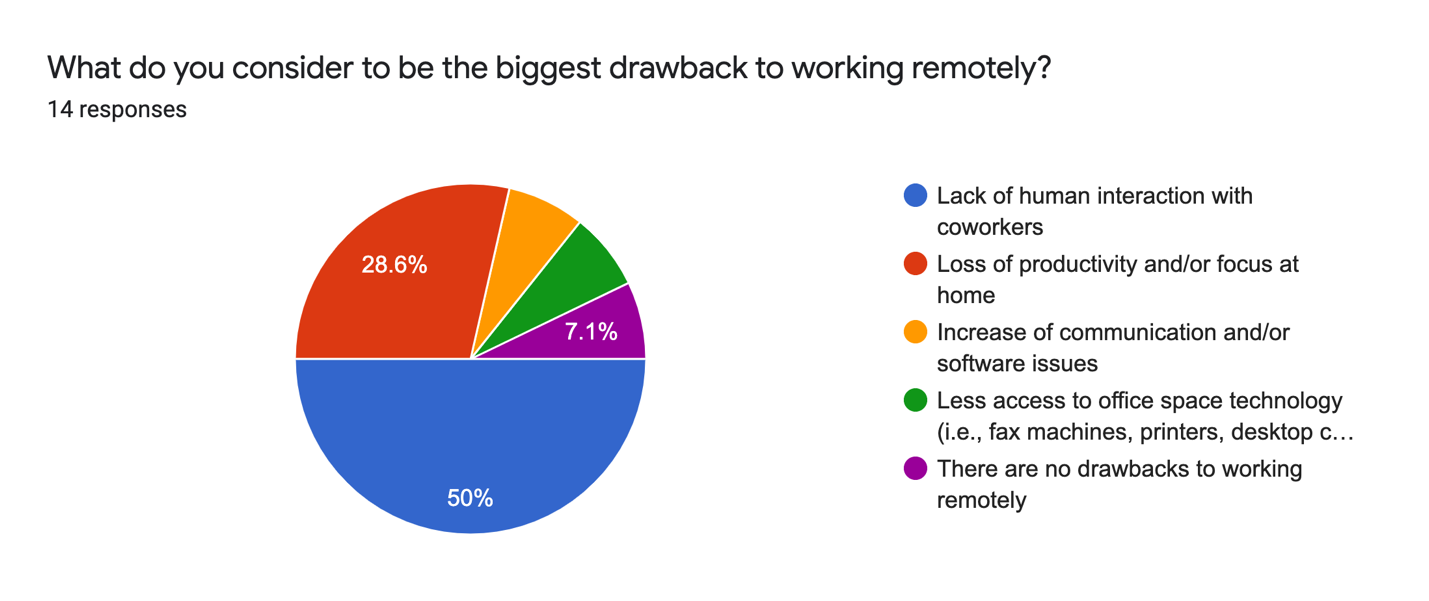 What do you consider to be the biggest drawback to working remotely?
14 responses
28.6%
7.1%
50%
Lack of human interaction with
coworkers
Loss of productivity and/or focus at
home
Increase of communication and/or
software issues
Less access to office space technology
(i.e., fax machines, printers, desktop c…
There are no drawbacks to working
remotely